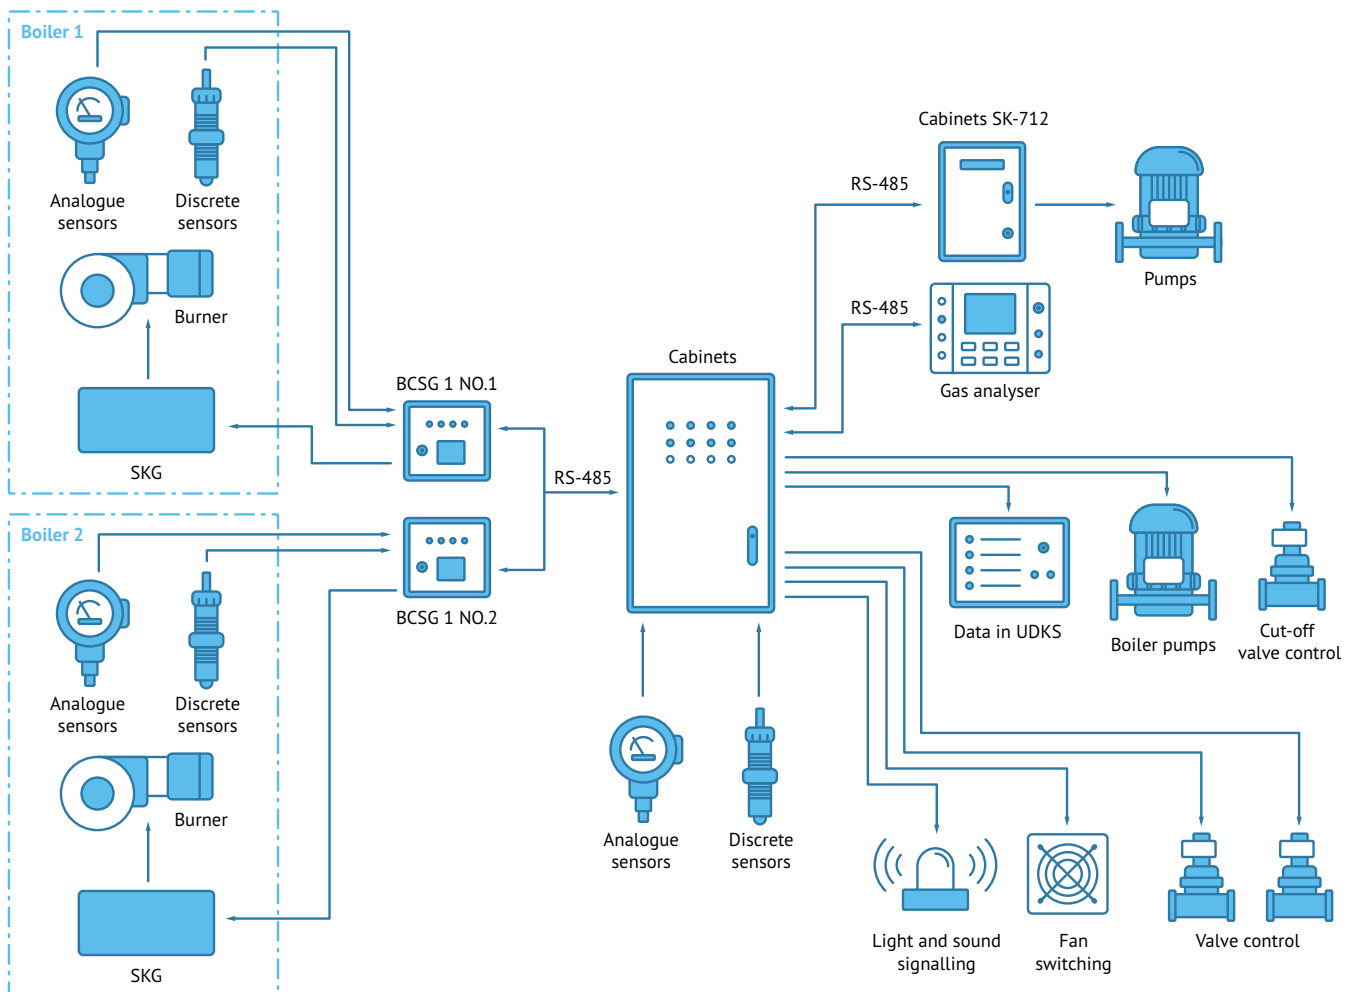 Boiler 1
Analogue
sensors
Discrete
sensors
Burner
SKG
BCSG 1 NO.1
Boiler 2
BCSG 1 NO.2
Analogue
sensors
Discrete
sensors
Burner
SKG
RS-485
Cabinets
Analogue
sensors
Discrete
sensors
Cabinets SK-712
RS-485
Pumps
RS-485
Gas analyser
Data in UDKS
Boiler pumps
Cut-off
valve control
Light and sound
signalling
Fan
switching
Valve control